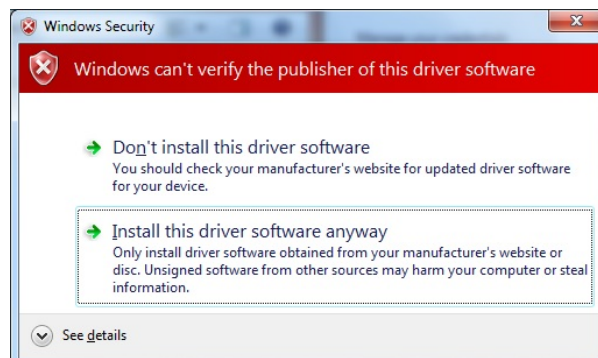 Windows Security
Windows can't verify the publisher of this driver software
Don't install this driver software
You should check your manufacturer's website for updated driver software
for your device.
Install this driver software anyway
Only install driver software obtained from your manufacturer's website or
disc. Unsigned software from other sources may harm your computer or steal
information.
See details